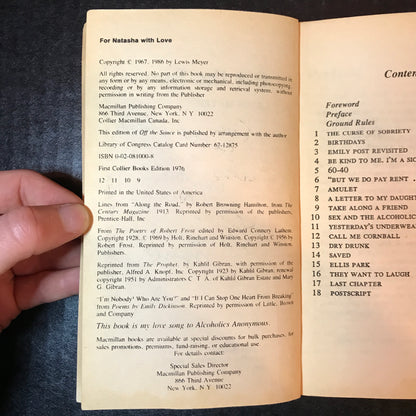 For Natasha with Love
Copyright © 1967, 1986 by Lewis Meyer
All rights reserved. No part of this book may be reproduced or transmitted in
any form or by any means, electronic or mechanical, including photocopying,
recording or by any information storage and retrieval system, without
permission in writing from the Publisher
Macmillan Publishing Company
866 Third Avenue, New York, N.Y. 10022
Collier Macmillan Canada, Inc
This edition of Off the Sauce is published by arrangement with the author
Library of Congress Catalog Card Number: 67-12875
ISBN 0-02-081000-8
First Collier Books Edition 1976
12 11 10 9
Printed in the United States of America
Lines from "Along the Road," by Robert Browning Hamilton, from The
Century Magazine 1913. Reprinted by permission of the publishers,
Prentice-Hall, Inc
From The Poetry of Robert Frost edited by Edward Connery Lathem.
Copyright 1928, © 1969 by Holt, Rinehart and Winston, Copyright © 1956 by
Robert Frost. Reprinted by permission of Holt, Rinehart and Winston,
Publishers.
Reprinted from The Prophet, by Kahlil Gibran, with permission of the
publisher, Alfred A. Knopf, Inc Copyright 1923 by Kahlil Gibran, renewal
copyright 1951 by Administrators C T A. of Kahlil Gibran Estate and Mary
G. Gibran.
"I'm Nobody! Who Are You?" and "If I Can Stop One Heart From Breaking"
from Poems by Emily Dickinson. Reprinted by permission of Little, Brown
and Company
This book is my love song to Alcoholics Anonymous.
Macmillan books are available at special discounts for bulk purchases, for
sales promotions, premiums, fund-raising, or educational use.
For details contact:
Special Sales Director
Macmillan Publishing Company
866 Third Avenue
New York, N.Y 10022
Conten
Foreword
Preface
Ground Rules
1 THE CURSE OF SOBRIETY
2 BIRTHDAYS
3 EMILY POST REVISITED
4 BE KIND TO ME. I'M A SIC
5 60-40
6 "BUT WE DO PAY RENT
7 AMULET
8 A LETTER TO MY DAUGHT
9 TAKE ALONG A FRIEND
10 SEX AND THE ALCOHOLIC
11 YESTERDAY'S UNDERWEA
12 CALL ME CORNBALL
13 DRY DRUNK
14 SAVED
15 ELLIS PARK
16 THEY WANT TO LAUGH
17 LAST CHAPTER
18 POSTSCRIPT